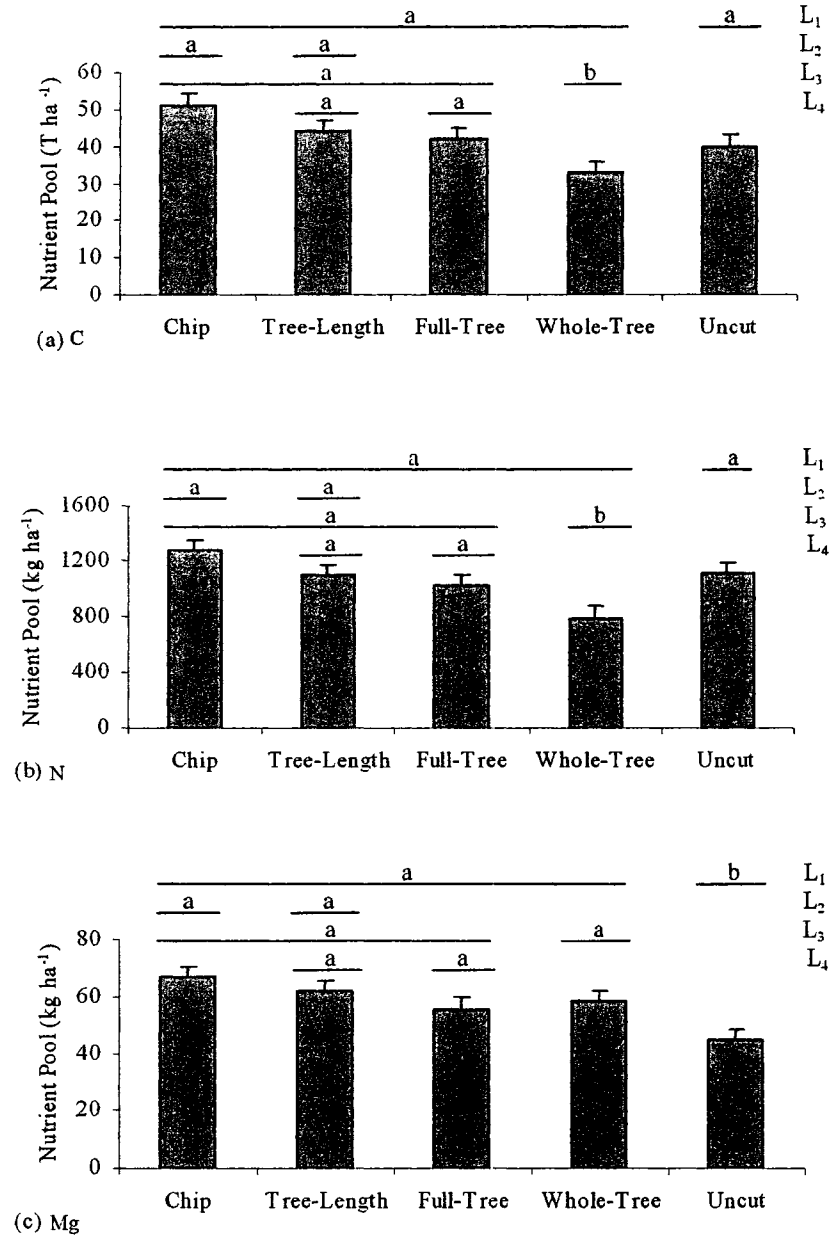 a a L₁
a a L₂
60 a b L₃
50 a a L₄
40
30
20
10
0
Nutrient Pool (T ha ⁻¹)
Chip Tree-Length Full-Tree Whole-Tree Uncut
(a) C
a a L₁
a a L₂
1600 a b L₃
a a L₄
1200
800
400
0
Nutrient Pool (kg ha⁻¹)
Chip Tree-Length Full-Tree Whole-Tree Uncut
(b) N
a b L₁
a a L₂
80 a a L₃
a a L₄
60
40
20
0
Nutrient Pool (kg ha⁻¹)
Chip Tree-Length Full-Tree Whole-Tree Uncut
(c) Mg